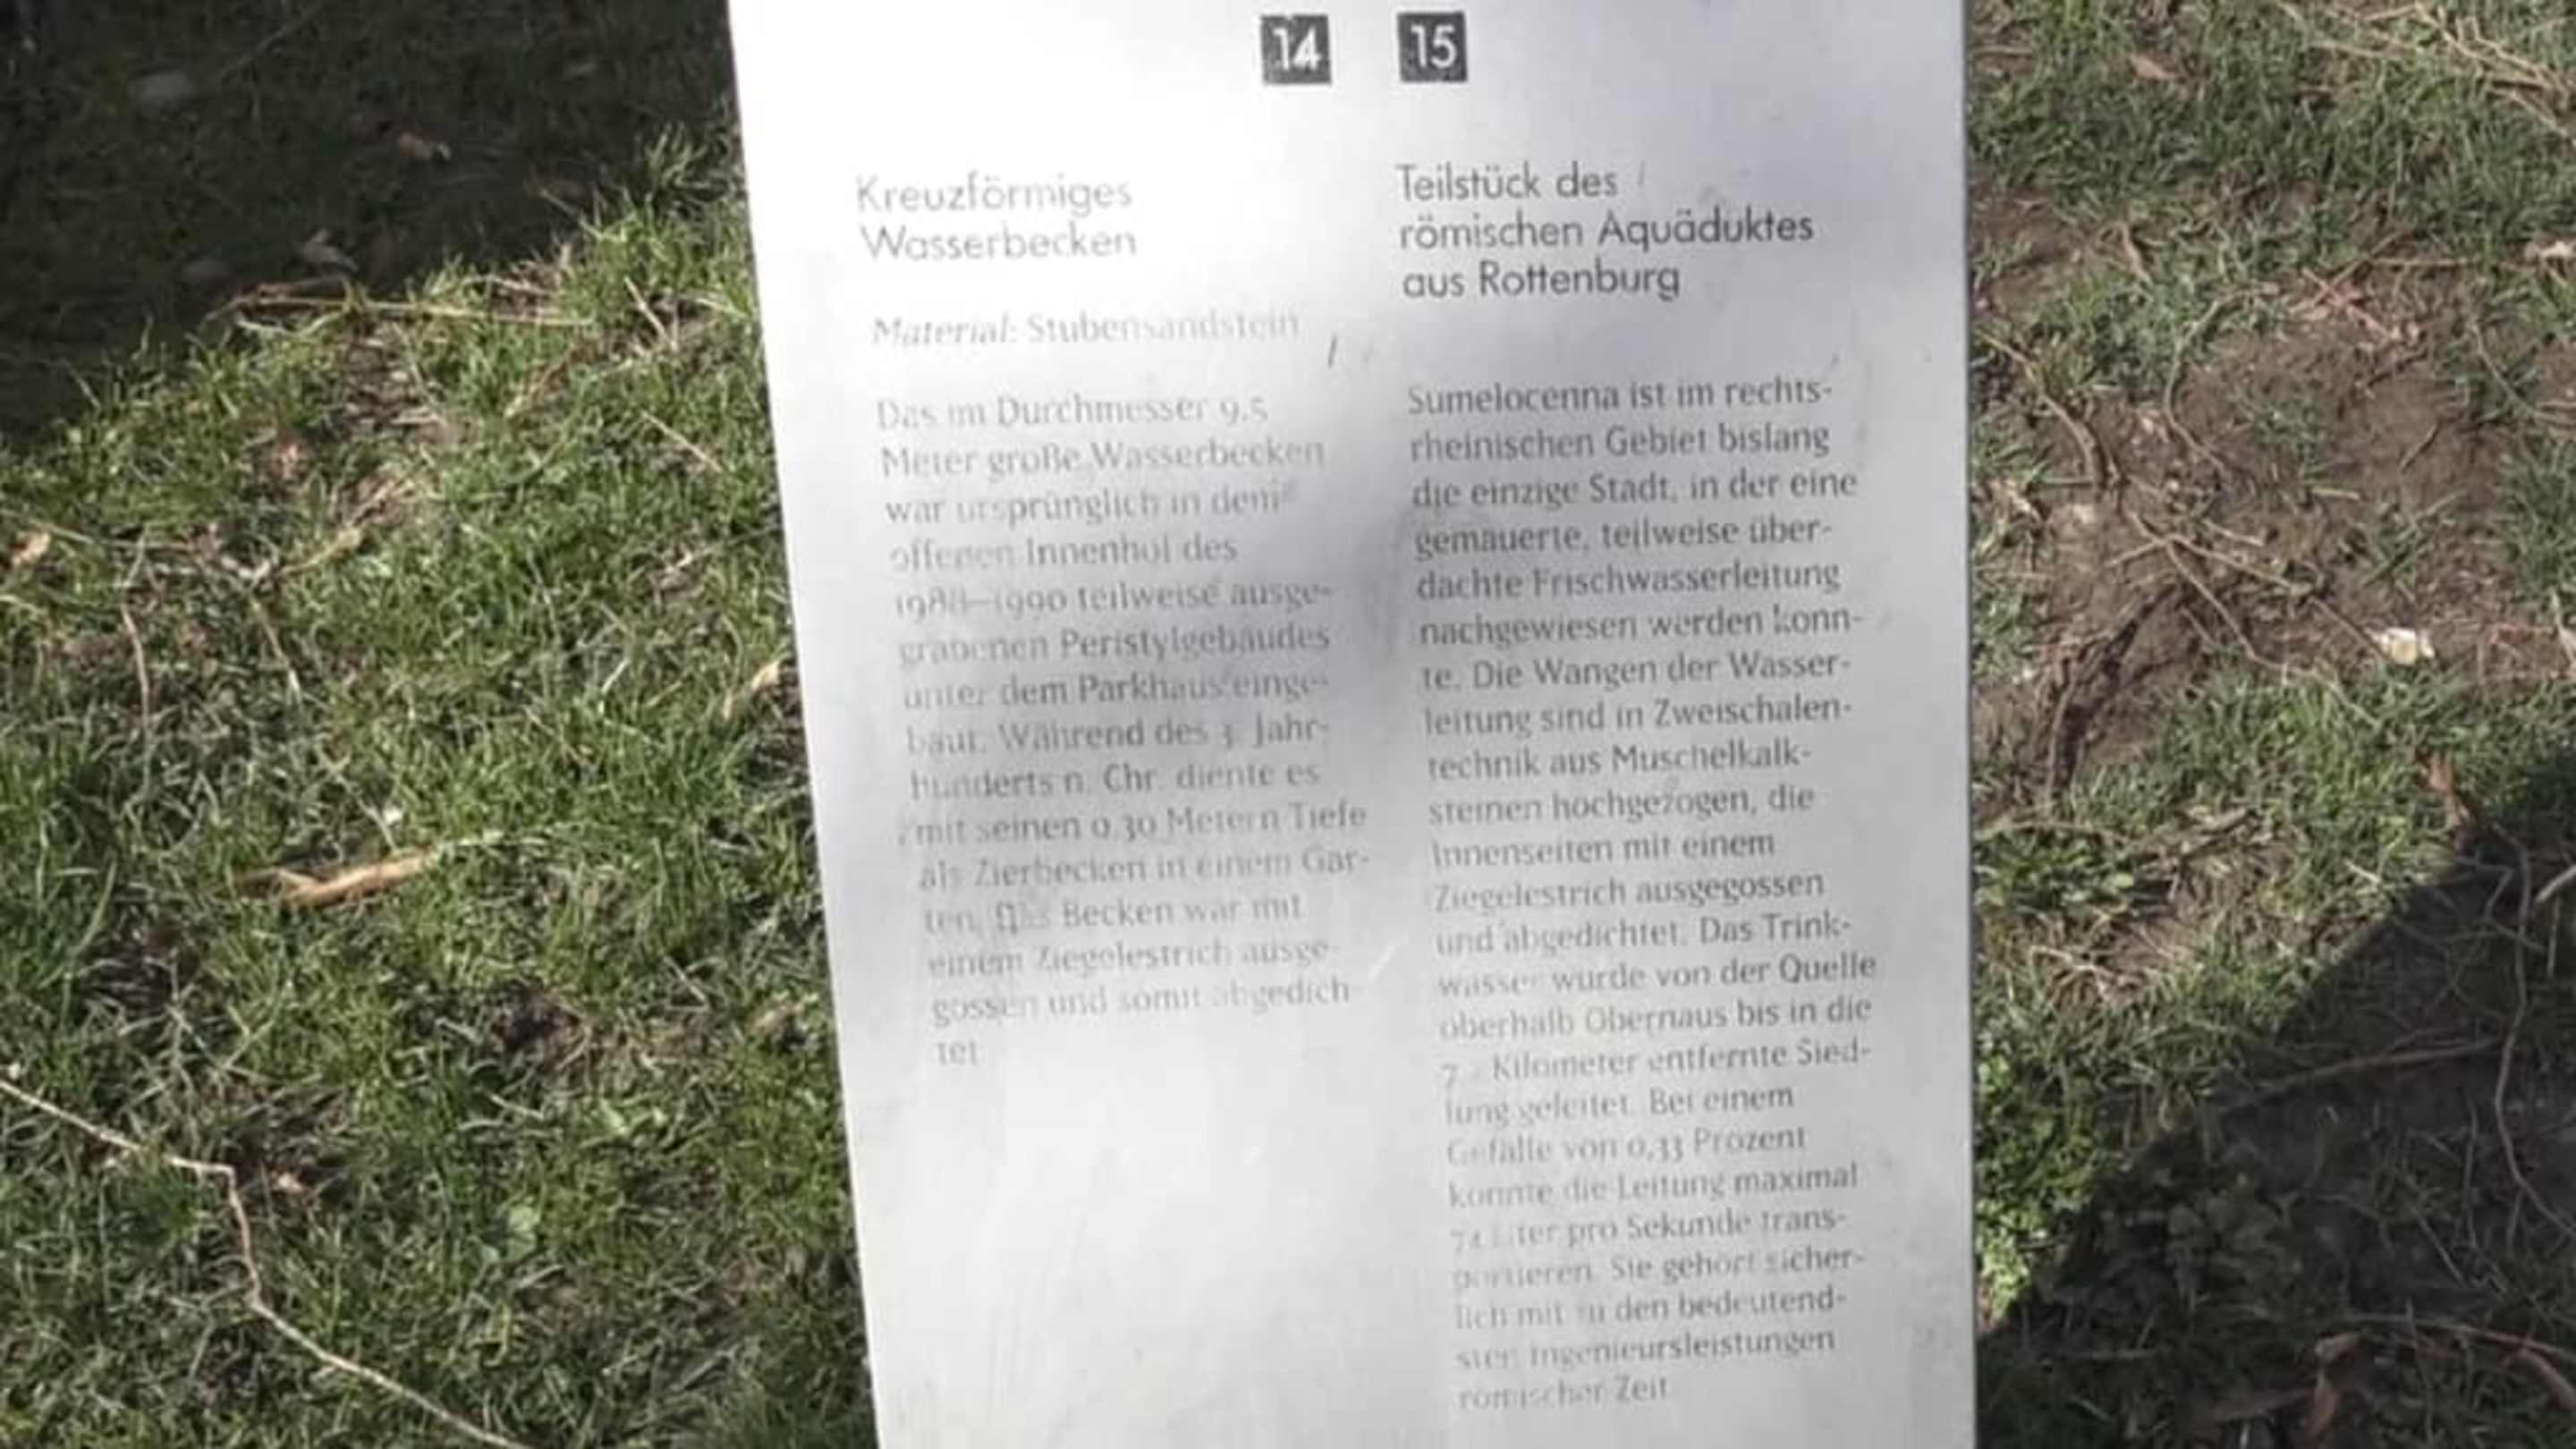 14 15
Kreuzförmiges
Wasserbecken
Material: Stubensandstein
Das im Durchmesser 9.5
Meter große Wasserbecken
war ursprünglich in dem
offenen Innenhof des
1988–1990 teilweise ausge-
grabenen Peristylgebäudes
unter dem Parkhaus einge-
baut. Während des 3. Jahr-
hunderts n. Chr. diente es
mit seinen 0.30 Metern Tiefe
als Zierbecken in einem Gar-
ten. Das Becken war mit
einem Ziegelestrich ausge-
gossen und somit abgedich-
tet
Teilstück des
römischen Aquäduktes
aus Rottenburg
Sumelocenna ist im rechts-
rheinischen Gebiet bislang
die einzige Stadt, in der eine
gemauerte, teilweise über-
dachte Frischwasserleitung
nachgewiesen werden konn-
te. Die Wangen der Wasser-
leitung sind in Zweischalen-
technik aus Muschelkalk-
steinen hochgezogen, die
Innenseiten mit einem
Ziegelestrich ausgegossen
und abgedichtet. Das Trink-
wasser wurde von der Quelle
oberhalb Obernaus bis in die
Kilometer entfernte Sied-
lung geleitet. Bei einem
Gefälle von 0,33 Prozent
konnte die Leitung maximal
Liter pro Sekunde trans-
portieren. Sie gehört sicher-
lich mit zu den bedeutend-
sten Ingenieursleistungen
römischer Zeit